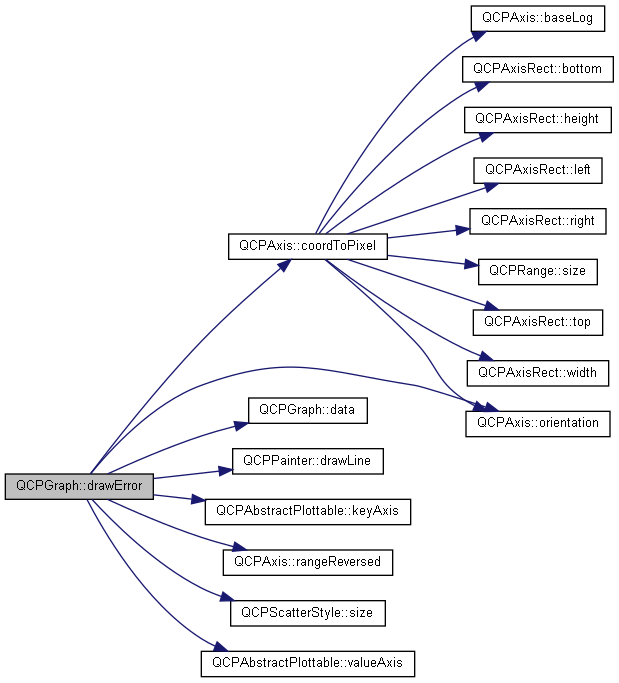 QCPAxis::baseLog
QCPAxisRect::bottom
QCPAxisRect::height
QCPAxisRect::left
QCPAxisRect::right
QCPAxis::coordToPixel
QCPRange::size
QCPAxisRect::top
QCPAxisRect::width
QCPGraph::data
QCPAxis::orientation
QCPPainter::drawLine
QCPGraph::drawError
QCPAbstractPlottable::keyAxis
QCPAxis::rangeReversed
QCPScatterStyle::size
QCPAbstractPlottable::valueAxis